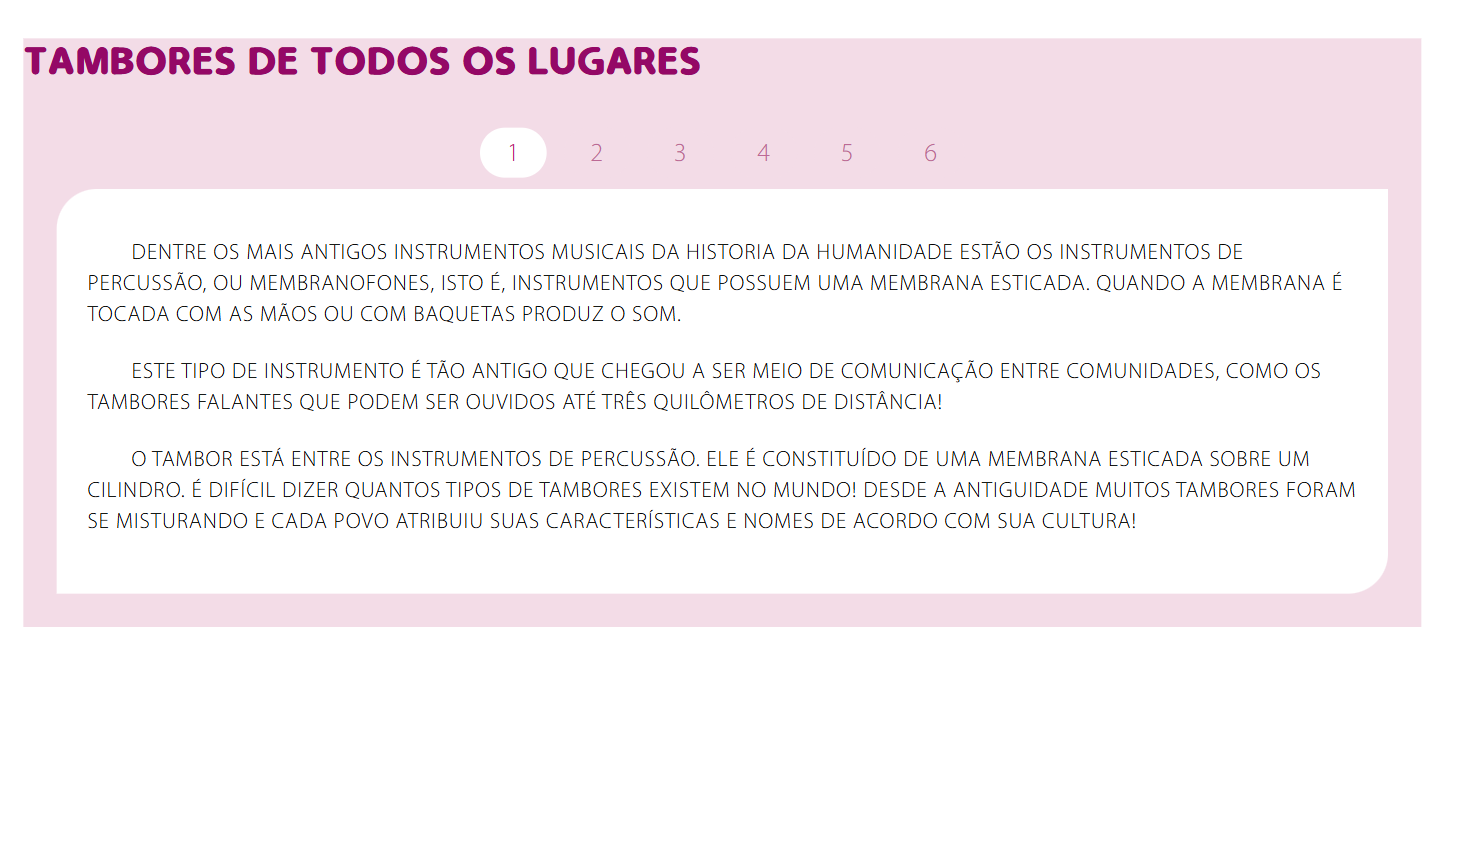 TAMBORES DE TODOS OS LUGARES
1 2 3 4 5 6
DENTRE OS MAIS ANTIGOS INSTRUMENTOS MUSICAIS DA HISTORIA DA HUMANIDADE ESTÃO OS INSTRUMENTOS DE
PERCUSSÃO, OU MEMBRANOFONES, ISTO É, INSTRUMENTOS QUE POSSUEM UMA MEMBRANA ESTICADA. QUANDO A MEMBRANA É
TOCADA COM AS MÃOS OU COM BAQUETAS PRODUZ O SOM.
ESTE TIPO DE INSTRUMENTO É TÃO ANTIGO QUE CHEGOU A SER MEIO DE COMUNICAÇÃO ENTRE COMUNIDADES, COMO OS
TAMBORES FALANTES QUE PODEM SER OUVIDOS ATÉ TRÊS QUILÔMETROS DE DISTÂNCIA!
O TAMBOR ESTÁ ENTRE OS INSTRUMENTOS DE PERCUSSÃO. ELE É CONSTITUÍDO DE UMA MEMBRANA ESTICADA SOBRE UM
CILINDRO. É DIFÍCIL DIZER QUANTOS TIPOS DE TAMBORES EXISTEM NO MUNDO! DESDE A ANTIGUIDADE MUITOS TAMBORES FORAM
SE MISTURANDO E CADA POVO ATRIBUIU SUAS CARACTERÍSTICAS E NOMES DE ACORDO COM SUA CULTURA!